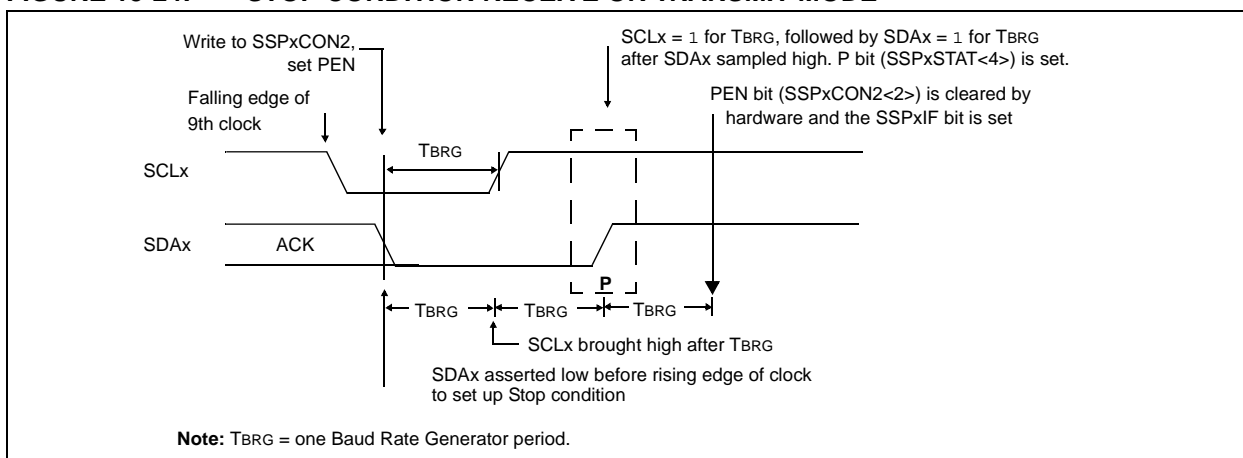 Write to SSPxCON2,
set PEN
SCLx = 1 for TBRG, followed by SDAx = 1 for TBRG
after SDAx sampled high. P bit (SSPxSTAT<4>) is set.
Falling edge of
9th clock
PEN bit (SSPxCON2<2>) is cleared by
hardware and the SSPxIF bit is set
TBRG
SCLx
SDAx
ACK
P
TBRG
TBRG
TBRG
SCLx brought high after TBRG
SDAx asserted low before rising edge of clock
to set up Stop condition
Note: TBRG = one Baud Rate Generator period.